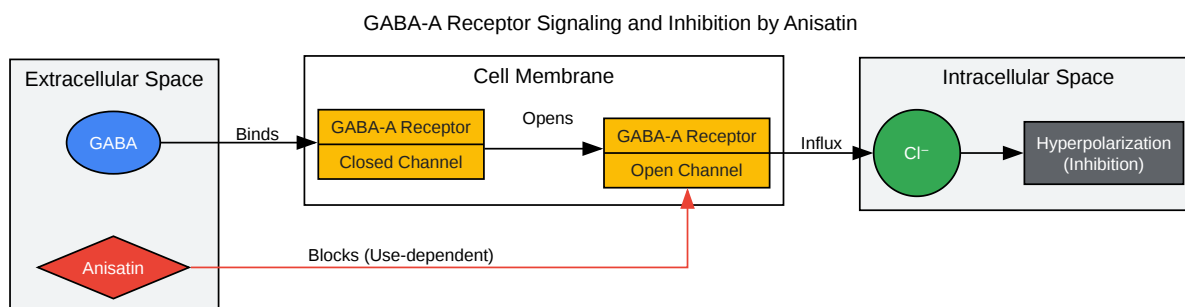 GABA-A Receptor Signaling and Inhibition by Anisatin
Extracellular Space
GABA
Anisatin
Binds
Cell Membrane
GABA-A Receptor
Closed Channel
Opens
GABA-A Receptor
Open Channel
Blocks (Use-dependent)
Influx
Intracellular Space
Cl⁻
Hyperpolarization
(Inhibition)